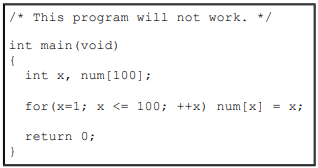 /* This program will not work. */
int main(void)
{
int x, num[100];
for(x=1; x <= 100; ++x) num[x] = x;
return 0;
}